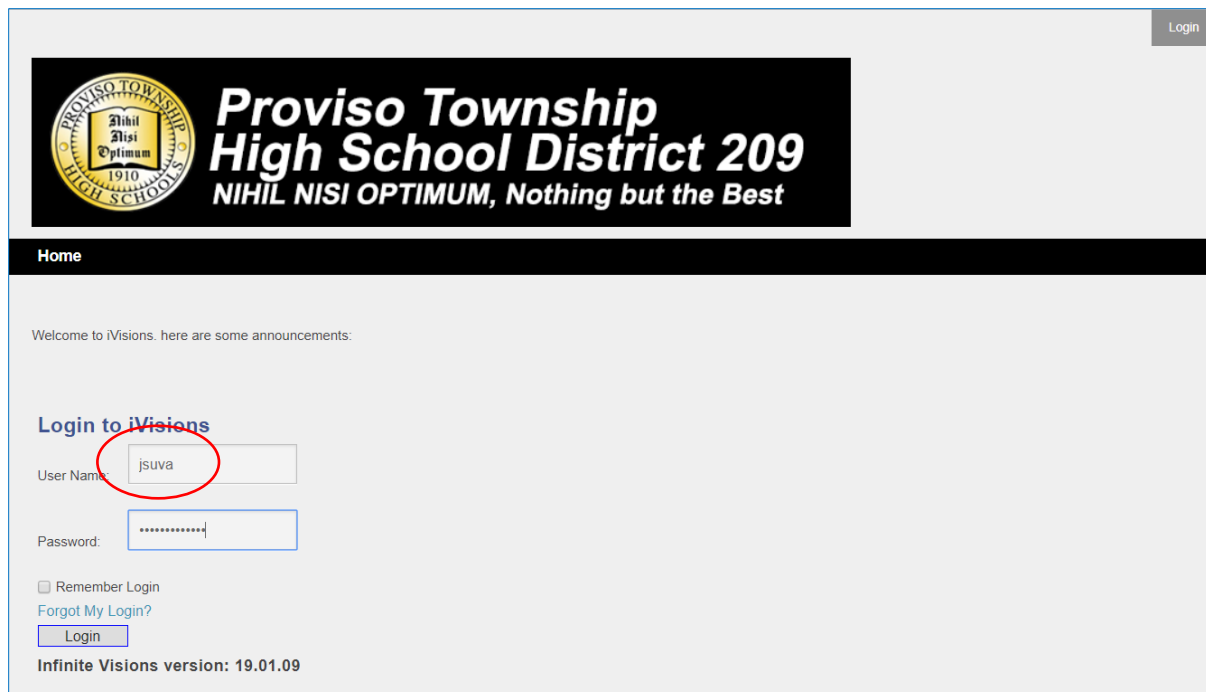 Login
PROVISO TOWNSHIP
HIGH SCHOOLS
Nihil
Nisi
Optimum
1910
Proviso Township
High School District 209
NIHIL NISI OPTIMUM, Nothing but the Best
Home
Welcome to iVisions. here are some announcements:
Login to iVisions
User Name: jsuva
Password: •••••••••••••
Remember Login
Forgot My Login?
Login
Infinite Visions version: 19.01.09